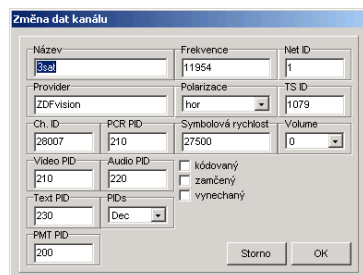 Změna dat kanálu
Název Frekvence Net ID
3sat 11954 1
Provider Polarizace TS ID
ZDFvision hor 1079
Ch. ID PCR PID Symbolová rychlost Volume
28007 210 27500 0
Video PID Audio PID
210 220
kódovaný
zamčený
vynechaný
Text PID PIDs
230 Dec
PMT PID
200
Storno OK